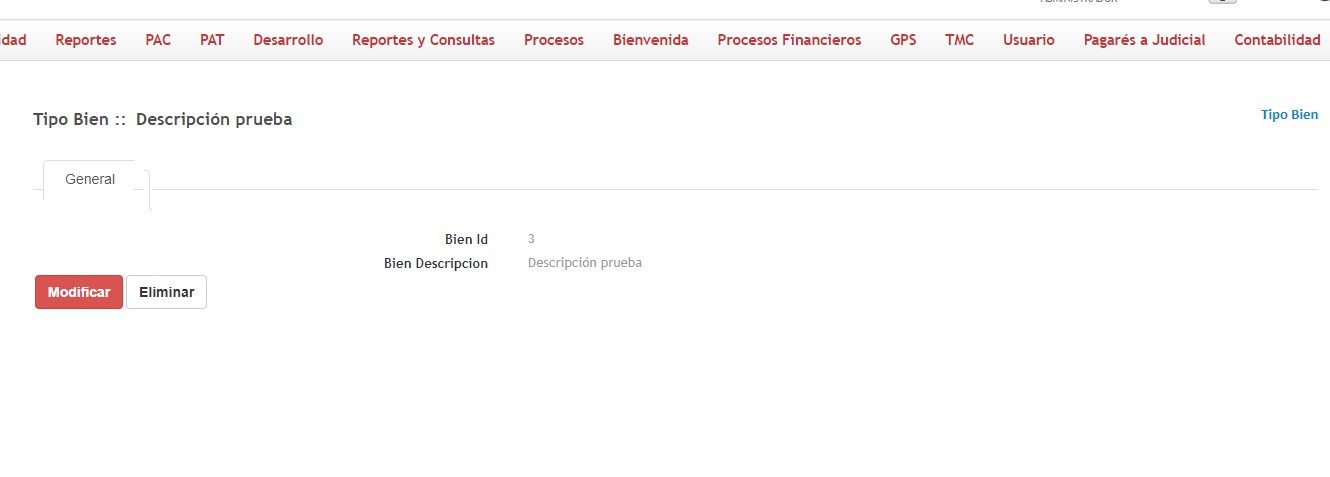 ADMINISTRADOR
idad Reportes PAC PAT Desarrollo Reportes y Consultas Procesos Bienvenida Procesos Financieros GPS TMC Usuario Pagarés a Judicial Contabilidad
Tipo Bien :: Descripción prueba
Tipo Bien
General
Bien Id 3
Bien Descripcion Descripción prueba
Modificar Eliminar